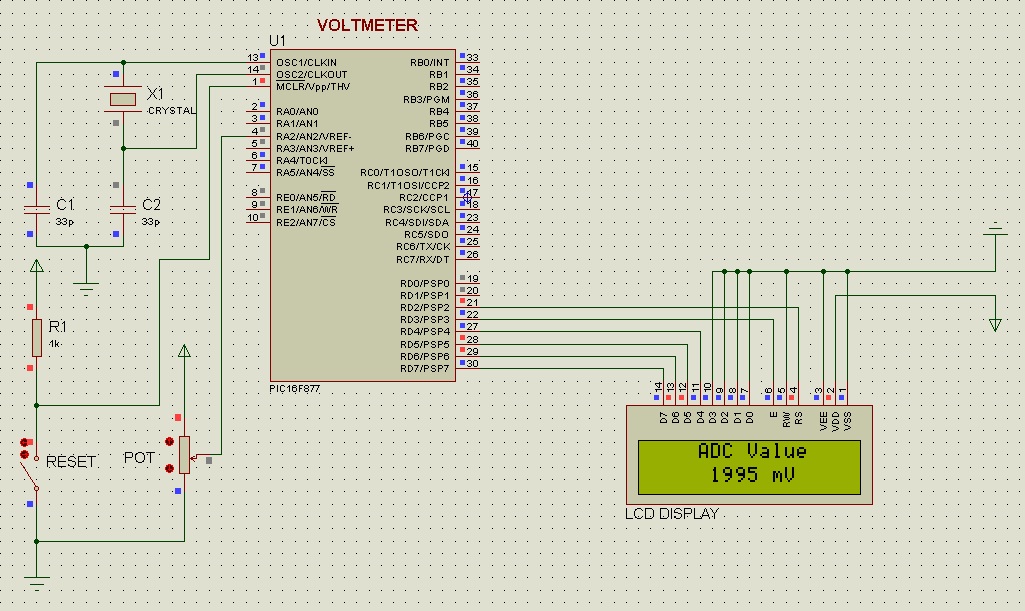 VOLTMETER
U1
13 OSC1/CLKIN RB0/INT 33
14 OSC2/CLKOUT RB1 34
1 MCLR/Vpp/THV RB2 35
RB3/PGM 36
2 RA0/AN0 RB4 37
3 RA1/AN1 RB5 38
4 RA2/AN2/VREF- RB6/PGC 39
5 RA3/AN3/VREF+ RB7/PGD 40
6 RA4/T0CKI
7 RA5/AN4/SS RC0/T1OSO/T1CKI 15
RC1/T1OSI/CCP2 16
8 RE0/AN5/RD RC2/CCP1 17
9 RE1/AN6/WR RC3/SCK/SCL 18
10 RE2/AN7/CS RC4/SDI/SDA 23
RC5/SDO 24
RC6/TX/CK 25
RC7/RX/DT 26
RD0/PSP0 19
RD1/PSP1 20
RD2/PSP2 21
RD3/PSP3 22
RD4/PSP4 27
RD5/PSP5 28
RD6/PSP6 29
RD7/PSP7 30
PIC16F877
X1
CRYSTAL
C1
33p
C2
33p
R1
1k
RESET
POT
14 13 12 11 10 9 8 7 6 5 4 3 2 1
D7 D6 D5 D4 D3 D2 D1 D0 E RW RS VEE VDD VSS
ADC Value
1995 mV
LCD DISPLAY